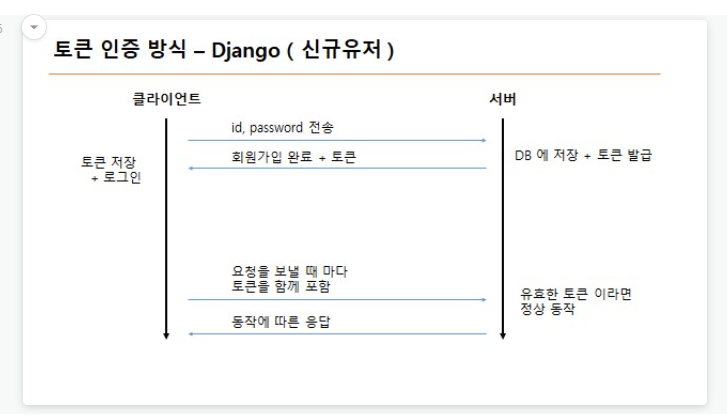 토큰 인증 방식 – Django ( 신규유저 )
클라이언트
서버
id, password 전송
회원가입 완료 + 토큰
DB 에 저장 + 토큰 발급
토큰 저장
+ 로그인
요청을 보낼 때 마다
토큰을 함께 포함
유효한 토큰 이라면
정상 동작
동작에 따른 응답